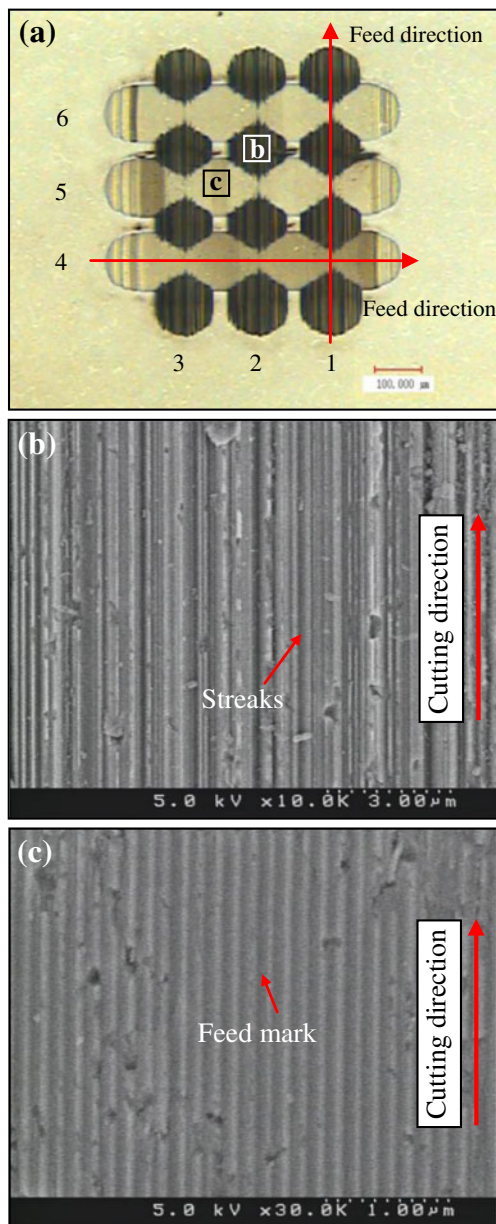 (a)
Feed direction
6
b
c
5
4
Feed direction
3 2 1
100.000 µm
(b)
Cutting direction
Streaks
5.0 kV x10.0K 3.00µm
(c)
Cutting direction
Feed mark
5.0 kV x30.0K 1.00µm